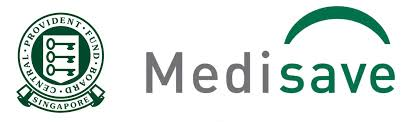 CENTRAL PROVIDENT FUND BOARD
SINGAPORE
Medisave